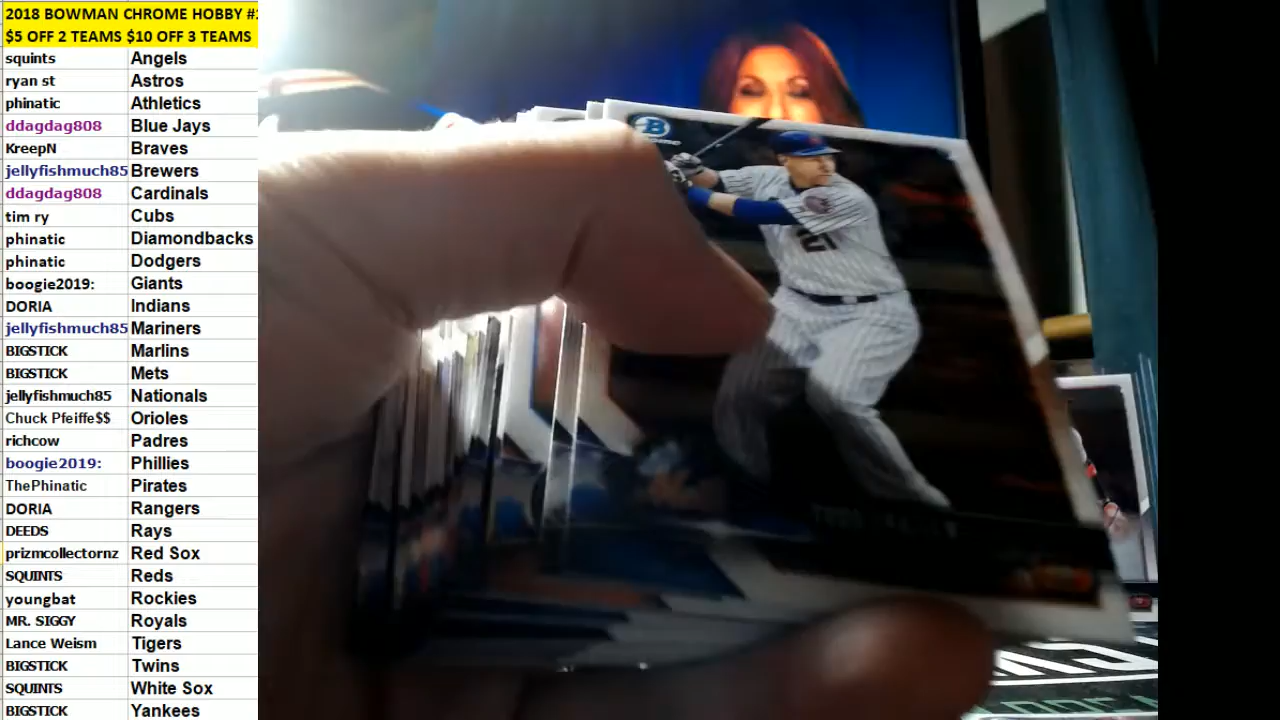 2018 BOWMAN CHROME HOBBY #
$5 OFF 2 TEAMS $10 OFF 3 TEAMS
squints Angels
ryan st Astros
phinatic Athletics
ddagdag808 Blue Jays
KreepN Braves
jellyfishmuch85 Brewers
ddagdag808 Cardinals
tim ry Cubs
phinatic Diamondbacks
phinatic Dodgers
boogie2019: Giants
DORIA Indians
jellyfishmuch85 Mariners
BIGSTICK Marlins
BIGSTICK Mets
jellyfishmuch85 Nationals
Chuck Pfeiffe$$ Orioles
richcow Padres
boogie2019: Phillies
ThePhinatic Pirates
DORIA Rangers
DEEDS Rays
prizmcollectornz Red Sox
SQUINTS Reds
youngbat Rockies
MR. SIGGY Royals
Lance Weism Tigers
BIGSTICK Twins
SQUINTS White Sox
BIGSTICK Yankees
B
21